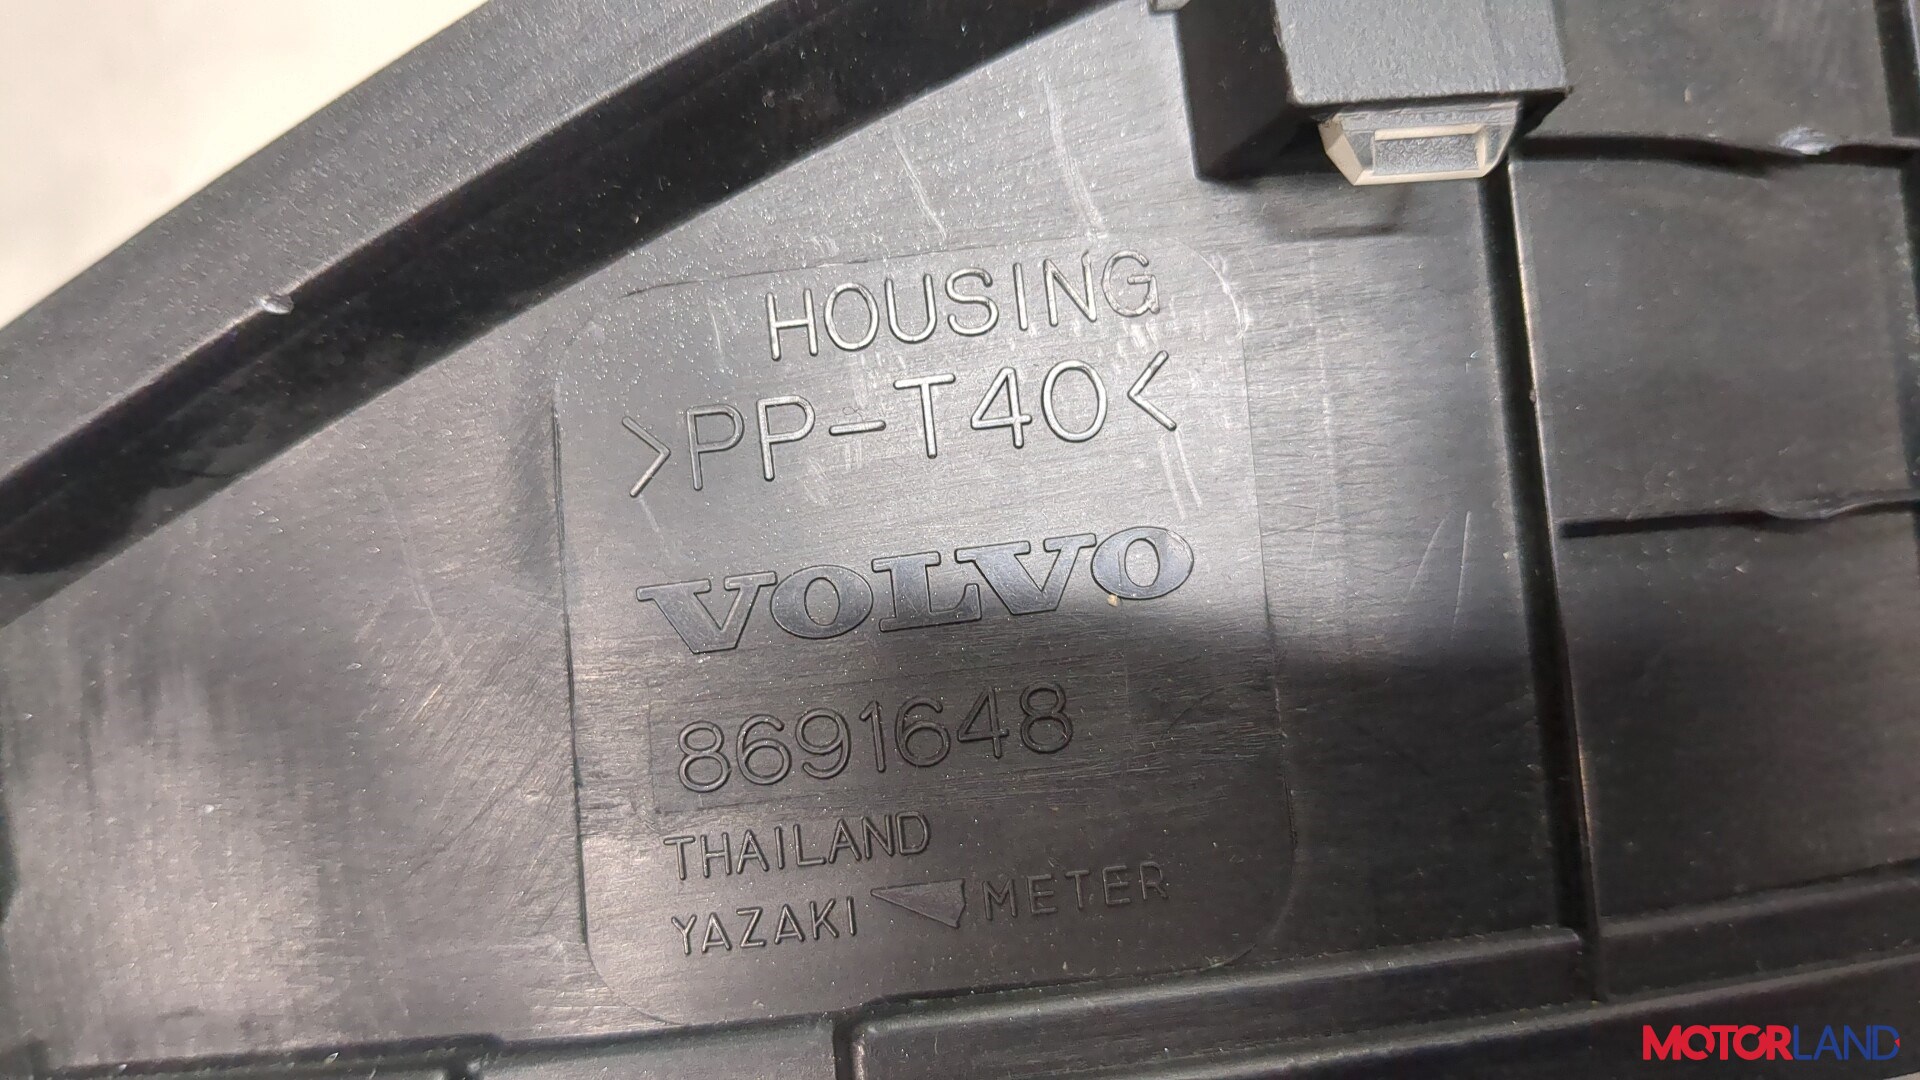 HOUSING
>PP-T40<
VOLVO
8691648
THAILAND
YAZAKI METER
MOTORLAND